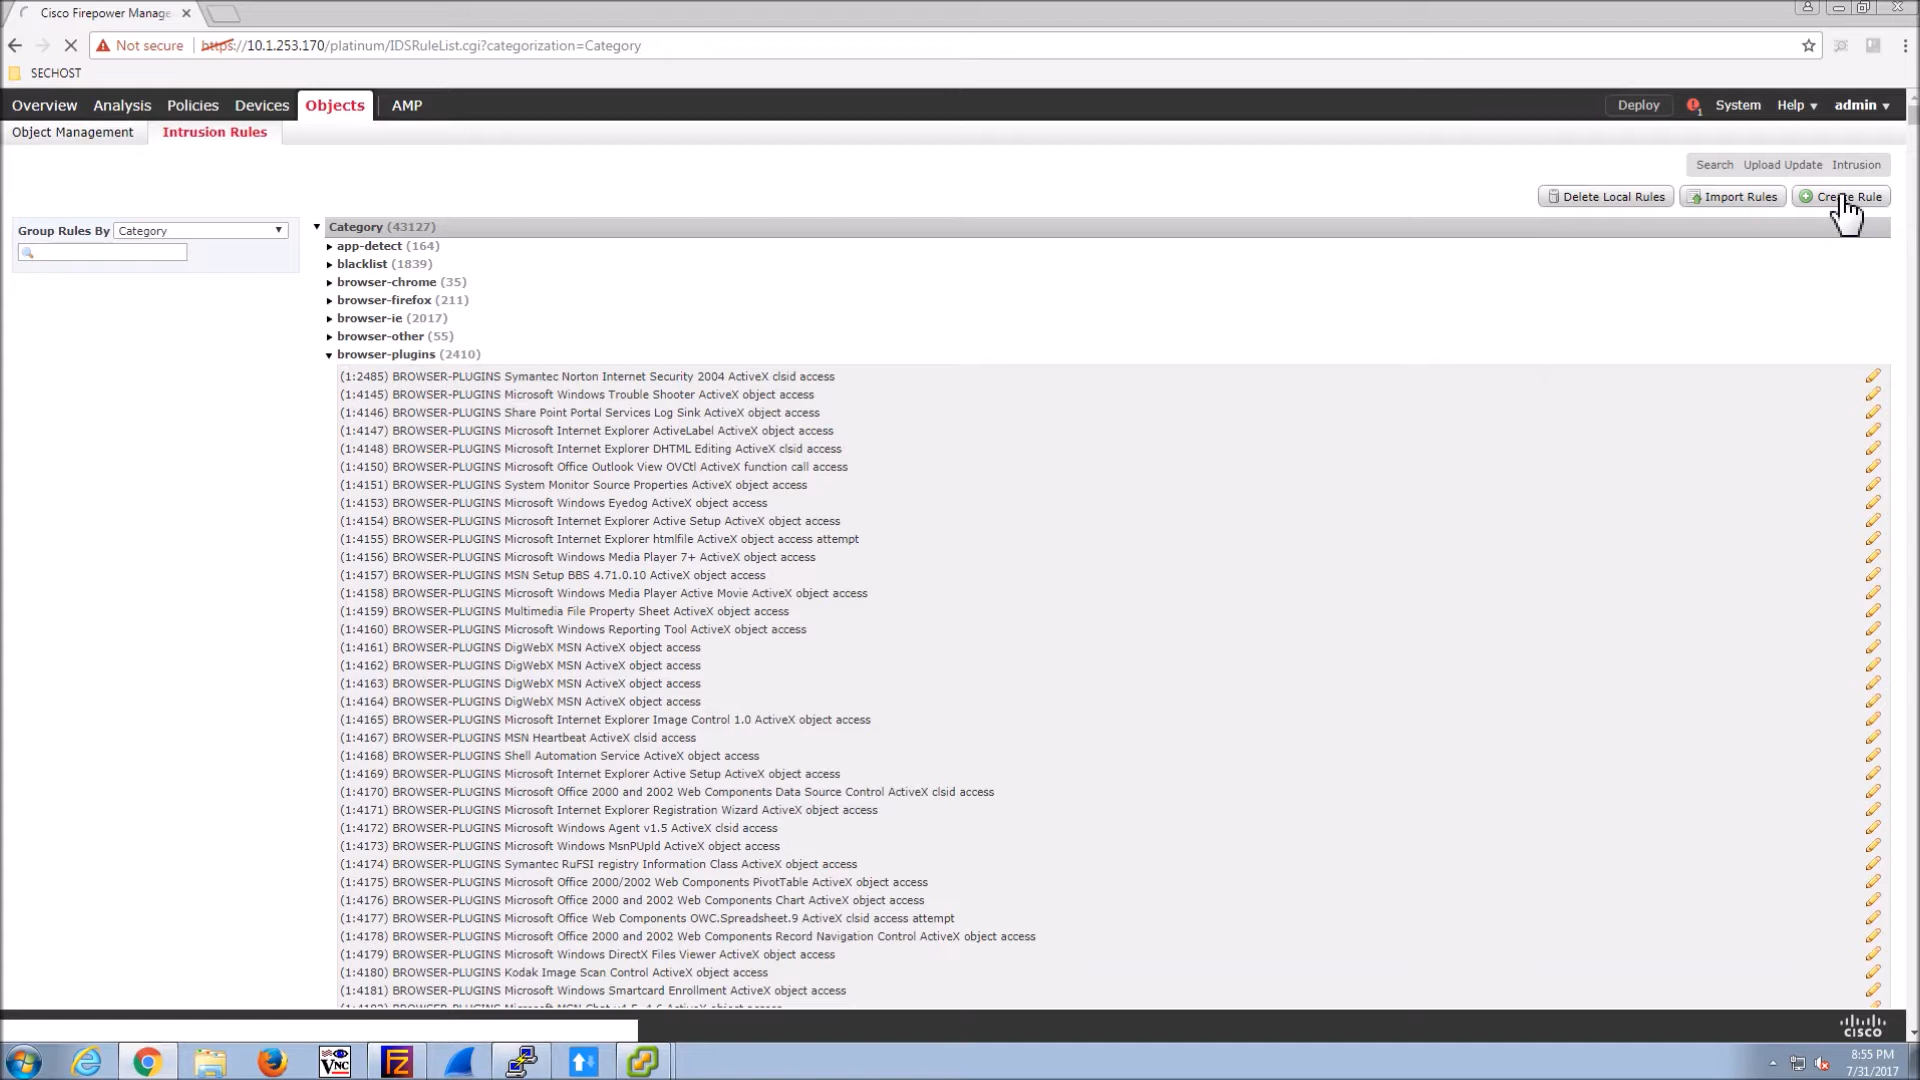 Cisco Firepower Manage
Not secure | https://10.1.253.170/platinum/IDSRuleList.cgi?categorization=Category
SECHOST
Overview Analysis Policies Devices Objects AMP Deploy 1 System Help admin
Object Management Intrusion Rules
Search Upload Update Intrusion
Delete Local Rules Import Rules Create Rule
Group Rules By Category
Category (43127)
app-detect (164)
blacklist (1839)
browser-chrome (35)
browser-firefox (211)
browser-ie (2017)
browser-other (55)
browser-plugins (2410)
(1:2485) BROWSER-PLUGINS Symantec Norton Internet Security 2004 ActiveX clsid access
(1:4145) BROWSER-PLUGINS Microsoft Windows Trouble Shooter ActiveX object access
(1:4146) BROWSER-PLUGINS Share Point Portal Services Log Sink ActiveX object access
(1:4147) BROWSER-PLUGINS Microsoft Internet Explorer ActiveLabel ActiveX object access
(1:4148) BROWSER-PLUGINS Microsoft Internet Explorer DHTML Editing ActiveX clsid access
(1:4150) BROWSER-PLUGINS Microsoft Office Outlook View OVCtl ActiveX function call access
(1:4151) BROWSER-PLUGINS System Monitor Source Properties ActiveX object access
(1:4153) BROWSER-PLUGINS Microsoft Windows Eyedog ActiveX object access
(1:4154) BROWSER-PLUGINS Microsoft Internet Explorer Active Setup ActiveX object access
(1:4155) BROWSER-PLUGINS Microsoft Internet Explorer htmlfile ActiveX object access attempt
(1:4156) BROWSER-PLUGINS Microsoft Windows Media Player 7+ ActiveX object access
(1:4157) BROWSER-PLUGINS MSN Setup BBS 4.71.0.10 ActiveX object access
(1:4158) BROWSER-PLUGINS Microsoft Windows Media Player Active Movie ActiveX object access
(1:4159) BROWSER-PLUGINS Multimedia File Property Sheet ActiveX object access
(1:4160) BROWSER-PLUGINS Microsoft Windows Reporting Tool ActiveX object access
(1:4161) BROWSER-PLUGINS DigWebX MSN ActiveX object access
(1:4162) BROWSER-PLUGINS DigWebX MSN ActiveX object access
(1:4163) BROWSER-PLUGINS DigWebX MSN ActiveX object access
(1:4164) BROWSER-PLUGINS DigWebX MSN ActiveX object access
(1:4165) BROWSER-PLUGINS Microsoft Internet Explorer Image Control 1.0 ActiveX object access
(1:4167) BROWSER-PLUGINS MSN Heartbeat ActiveX clsid access
(1:4168) BROWSER-PLUGINS Shell Automation Service ActiveX object access
(1:4169) BROWSER-PLUGINS Microsoft Internet Explorer Active Setup ActiveX object access
(1:4170) BROWSER-PLUGINS Microsoft Office 2000 and 2002 Web Components Data Source Control ActiveX clsid access
(1:4171) BROWSER-PLUGINS Microsoft Internet Explorer Registration Wizard ActiveX object access
(1:4172) BROWSER-PLUGINS Microsoft Windows Agent v1.5 ActiveX clsid access
(1:4173) BROWSER-PLUGINS Microsoft Windows MsnPUpld ActiveX object access
(1:4174) BROWSER-PLUGINS Symantec RuFSI registry Information Class ActiveX object access
(1:4175) BROWSER-PLUGINS Microsoft Office 2000/2002 Web Components PivotTable ActiveX object access
(1:4176) BROWSER-PLUGINS Microsoft Office 2000 and 2002 Web Components Chart ActiveX object access
(1:4177) BROWSER-PLUGINS Microsoft Office Web Components OWC.Spreadsheet.9 ActiveX clsid access attempt
(1:4178) BROWSER-PLUGINS Microsoft Office 2000 and 2002 Web Components Record Navigation Control ActiveX object access
(1:4179) BROWSER-PLUGINS Microsoft Windows DirectX Files Viewer ActiveX object access
(1:4180) BROWSER-PLUGINS Kodak Image Scan Control ActiveX object access
(1:4181) BROWSER-PLUGINS Microsoft Windows Smartcard Enrollment ActiveX object access
cisco
VNC
8:55 PM
7/31/2017